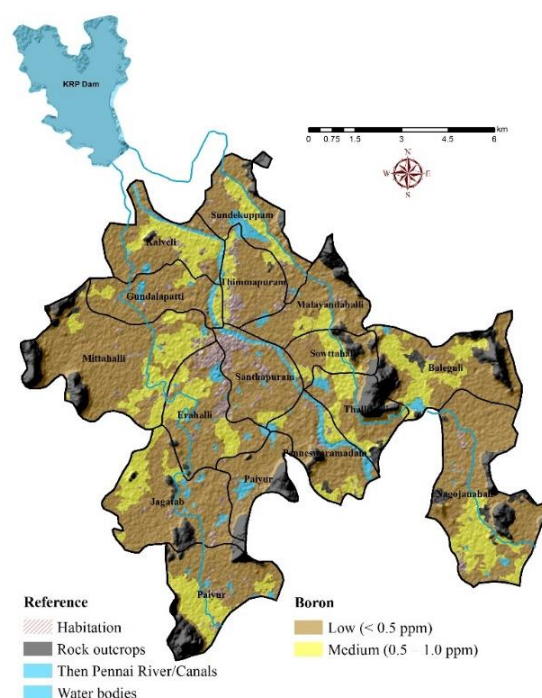 KRP Dam
km
0 0.75 1.5 3 4.5 6
N
W E
S
Sundekuppam
Kalveli
Thimmapuram
Gundalapatti
Malayandahalli
Mittahalli
Sowttahalli
Balegali
Santhapuram
Erahalli
Penneswaramadam
Nagojanahalli
Jagatab
Paiyur
Paiyur
Reference
Habitation
Rock outcrops
Then Pennai River/Canals
Water bodies
Boron
Low (< 0.5 ppm)
Medium (0.5 – 1.0 ppm)